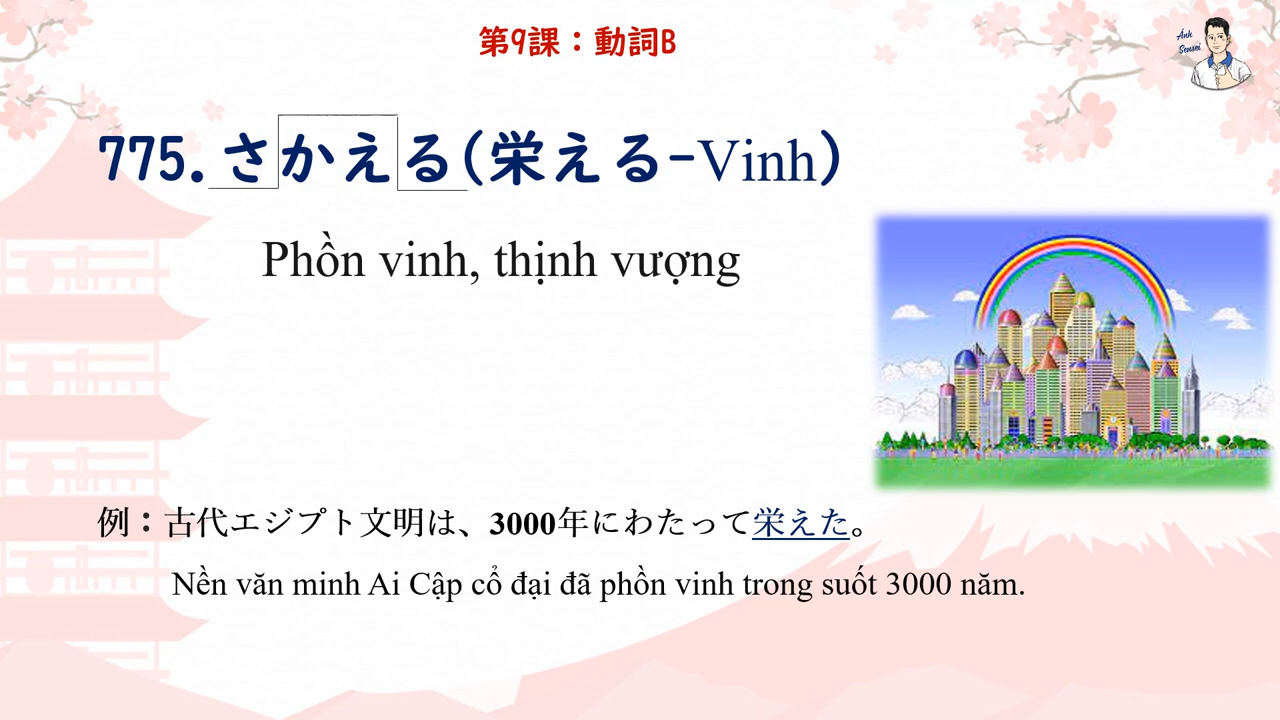 第9課：動詞B
Anh
Sensei
775.さかえる(栄える-Vinh)
Phồn vinh, thịnh vượng
例：古代エジプト文明は、3000年にわたって栄えた。
Nền văn minh Ai Cập cổ đại đã phồn vinh trong suốt 3000 năm.